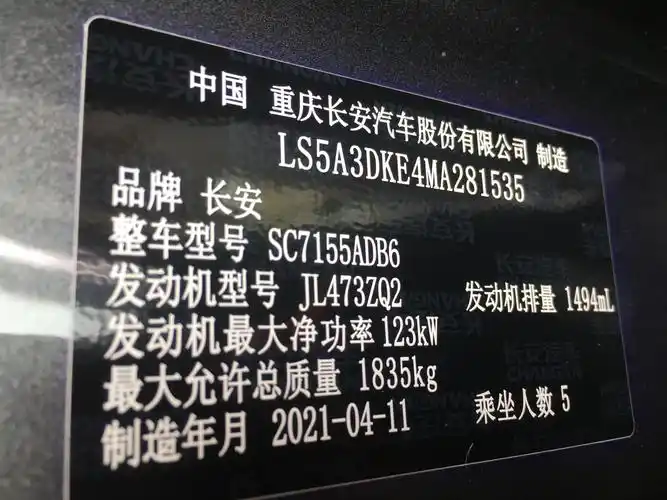 中国 重庆长安汽车股份有限公司 制造
LS5A3DKE4MA281535
品牌 长安
整车型号 SC7155ADB6
发动机型号 JL473ZQ2 发动机排量 1494mL
发动机最大净功率 123kW
最大允许总质量 1835kg
制造年月 2021-04-11 乘坐人数 5